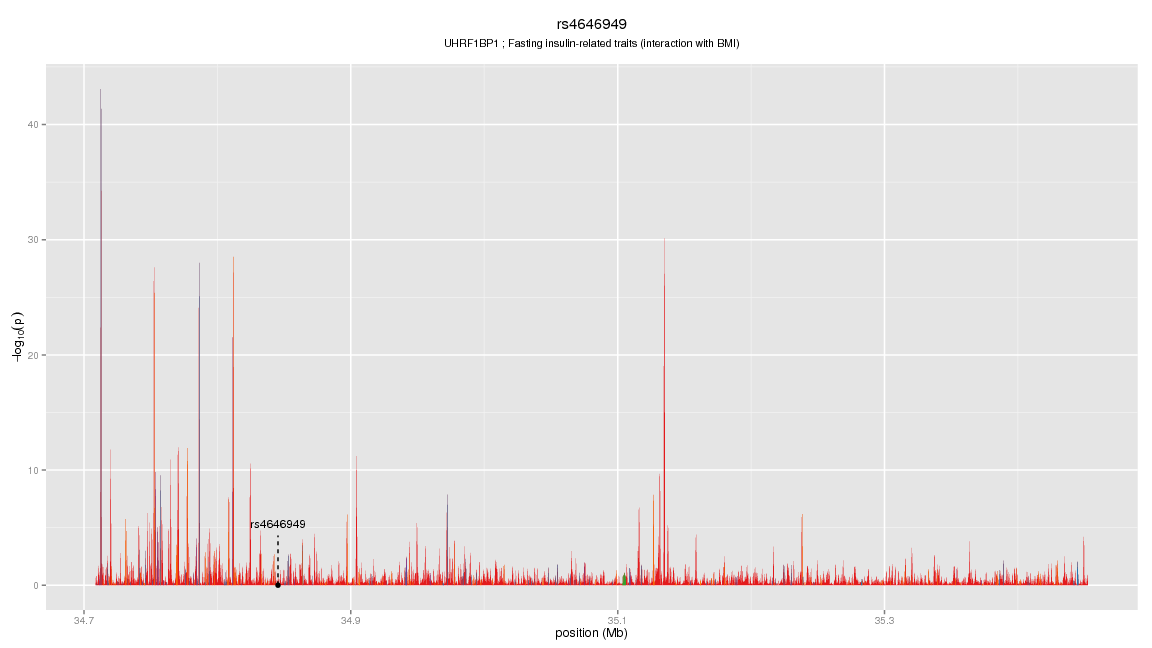 rs4646949
UHRF1BP1 ; Fasting insulin-related traits (interaction with BMI)
40
30
20
10
0
−log10(p)
rs4646949
34.7
34.9
35.1
35.3
position (Mb)